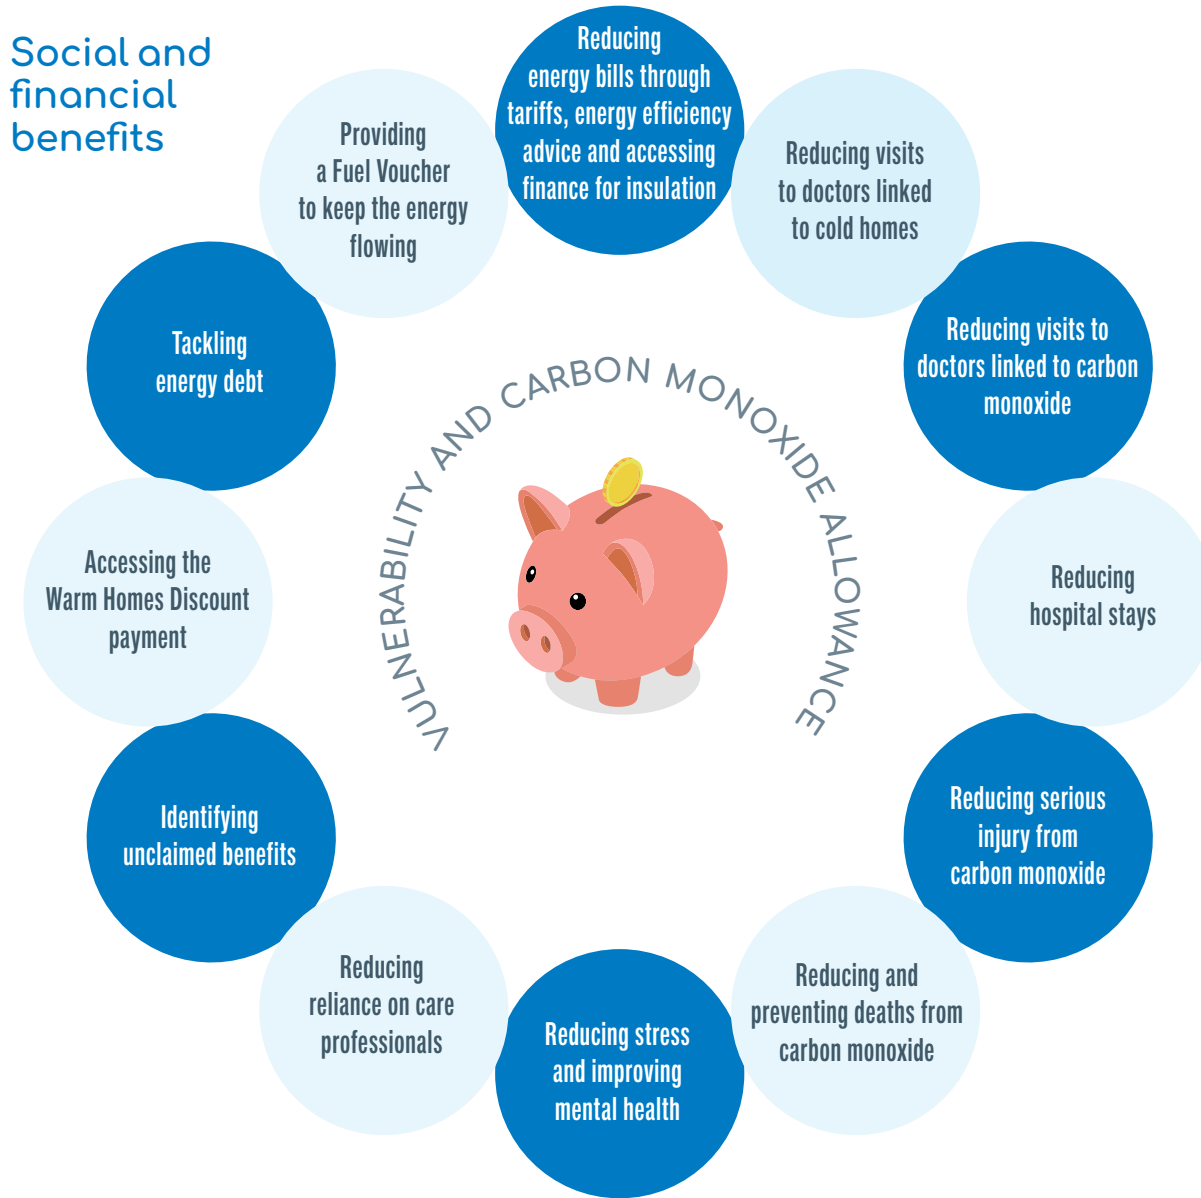 Social and
financial
benefits
Reducing
energy bills through
tariffs, energy efficiency
advice and accessing
finance for insulation
Reducing visits
to doctors linked
to cold homes
Reducing visits to
doctors linked to carbon
monoxide
Reducing
hospital stays
Reducing serious
injury from
carbon monoxide
Reducing and
preventing deaths from
carbon monoxide
Reducing stress
and improving
mental health
Reducing
reliance on care
professionals
Identifying
unclaimed benefits
Accessing the
Warm Homes Discount
payment
Tackling
energy debt
Providing
a Fuel Voucher
to keep the energy
flowing
VULNERABILITY AND CARBON MONOXIDE ALLOWANCE